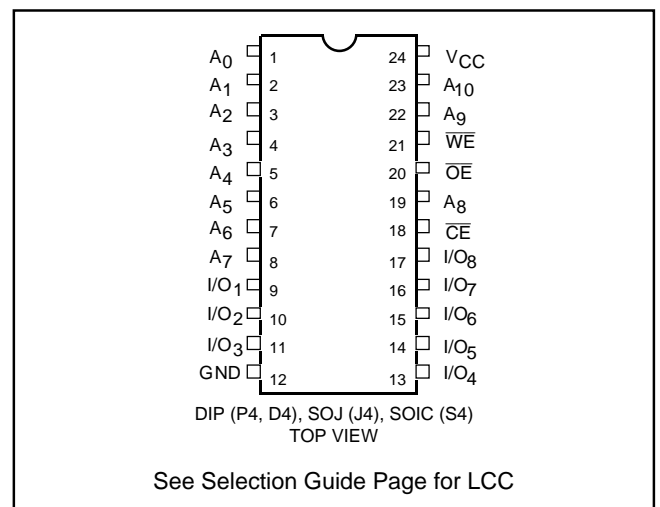 A0 1 24 VCC
A1 2 23 A10
A2 3 22 A9
A3 4 21 W̅E̅
A4 5 20 O̅E̅
A5 6 19 A8
A6 7 18 C̅E̅
A7 8 17 I/O8
I/O1 9 16 I/O7
I/O2 10 15 I/O6
I/O3 11 14 I/O5
GND 12 13 I/O4
DIP (P4, D4), SOJ (J4), SOIC (S4)
TOP VIEW
See Selection Guide Page for LCC